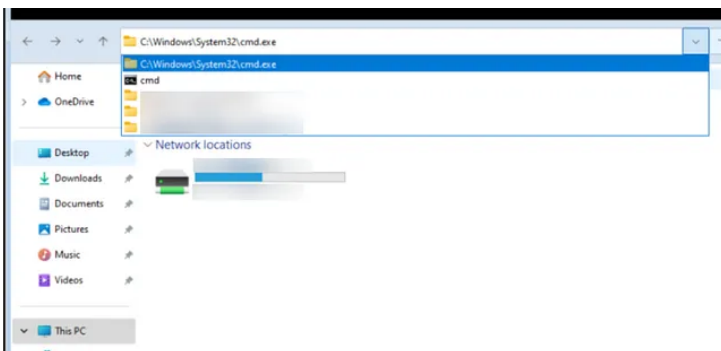 C:\Windows\System32\cmd.exe
C:\Windows\System32\cmd.exe
Home
cmd
OneDrive
Network locations
Desktop
Downloads
Documents
Pictures
Music
Videos
This PC